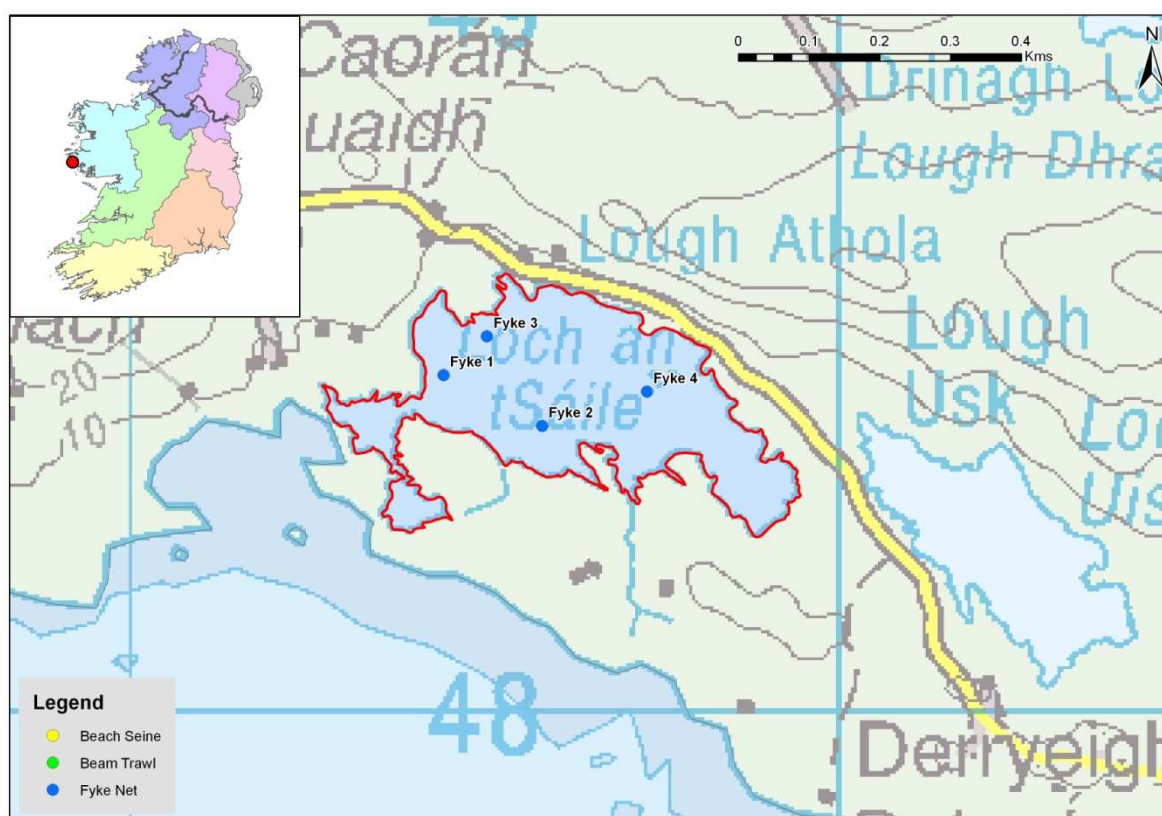 0 0.1 0.2 0.3 0.4
Kms
N
Caorán
uaidh
Drinagh Lo
Lough Dhra
Lough Athola
Lough
Usk
Loch an
tSáile
Fyke 3
Fyke 1
Fyke 4
Fyke 2
20
10
48
Derryeigh
Legend
Beach Seine
Beam Trawl
Fyke Net